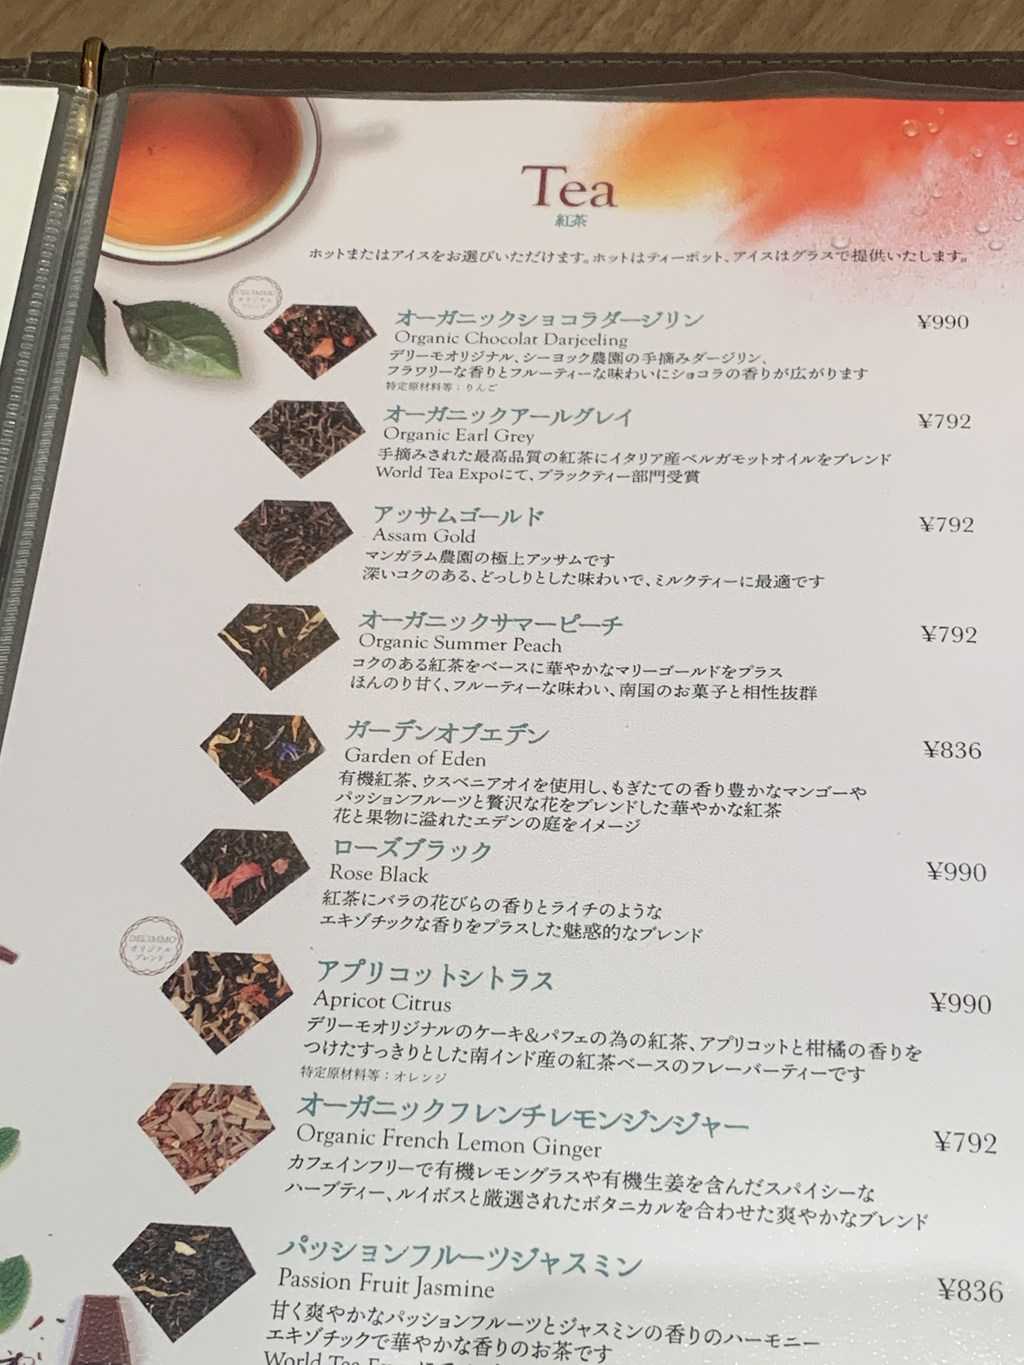 Tea
紅茶
ホットまたはアイスをお選びいただけます。ホットはティーポット、アイスはグラスで提供いたします。
オリジナル
ブレンド
オーガニックショコラダージリン
¥990
Organic Chocolat Darjeeling
デリーモオリジナル、シーヨック農園の手摘みダージリン、
フラワリーな香りとフルーティーな味わいにショコラの香りが広がります
特定原材料等：りんご
オーガニックアールグレイ
¥792
Organic Earl Grey
手摘みされた最高品質の紅茶にイタリア産ベルガモットオイルをブレンド
World Tea Expoにて、ブラックティー部門受賞
アッサムゴールド
¥792
Assam Gold
マンガラム農園の極上アッサムです
深いコクのある、どっしりとした味わいで、ミルクティーに最適です
オーガニックサマーピーチ
¥792
Organic Summer Peach
コクのある紅茶をベースに華やかなマリーゴールドをプラス
ほんのり甘く、フルーティーな味わい、南国のお菓子と相性抜群
ガーデンオブエデン
¥836
Garden of Eden
有機紅茶、ウスベニアオイを使用し、もぎたての香り豊かなマンゴーや
パッションフルーツと贅沢な花をブレンドした華やかな紅茶
花と果物に溢れたエデンの庭をイメージ
ローズブラック
¥990
Rose Black
紅茶にバラの花びらの香りとライチのような
エキゾチックな香りをプラスした魅惑的なブレンド
DEL'IMMO
オリジナル
ブレンド
アプリコットシトラス
¥990
Apricot Citrus
デリーモオリジナルのケーキ&パフェの為の紅茶、アプリコットと柑橘の香りを
つけたすっきりとした南インド産の紅茶ベースのフレーバーティーです
特定原材料等：オレンジ
オーガニックフレンチレモンジンジャー
¥792
Organic French Lemon Ginger
カフェインフリーで有機レモングラスや有機生姜を含んだスパイシーな
ハーブティー、ルイボスと厳選されたボタニカルを合わせた爽やかなブレンド
パッションフルーツジャスミン
¥836
Passion Fruit Jasmine
甘く爽やかなパッションフルーツとジャスミンの香りのハーモニー
エキゾチックで華やかな香りのお茶です
World Tea